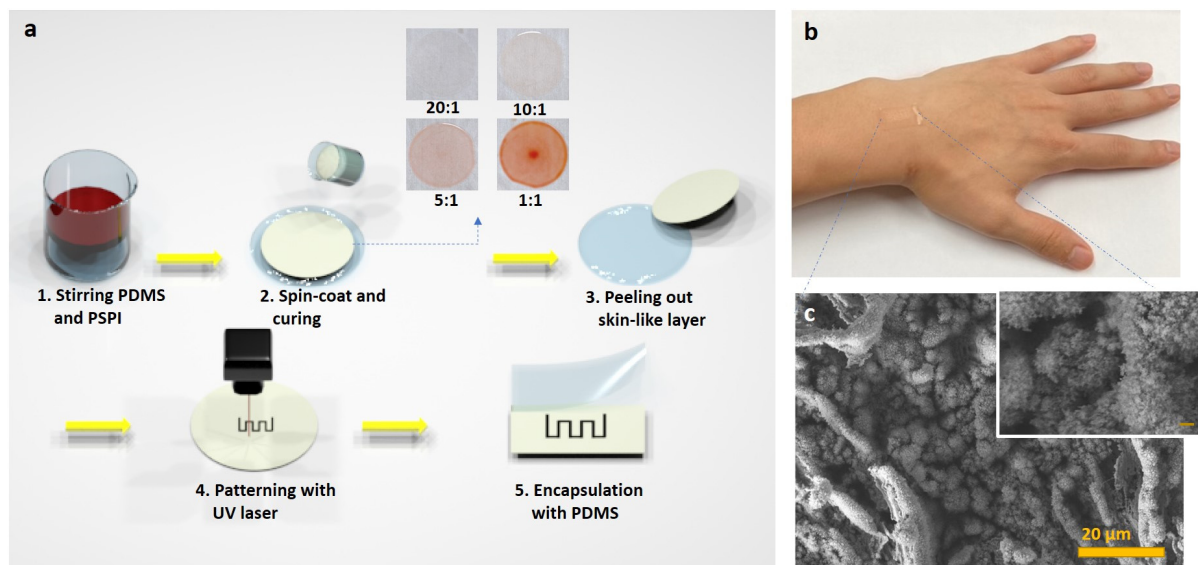 a
20:1
10:1
5:1
1:1
1. Stirring PDMS
and PSPI
2. Spin-coat and
curing
3. Peeling out
skin-like layer
4. Patterning with
UV laser
5. Encapsulation
with PDMS
b
c
20 µm